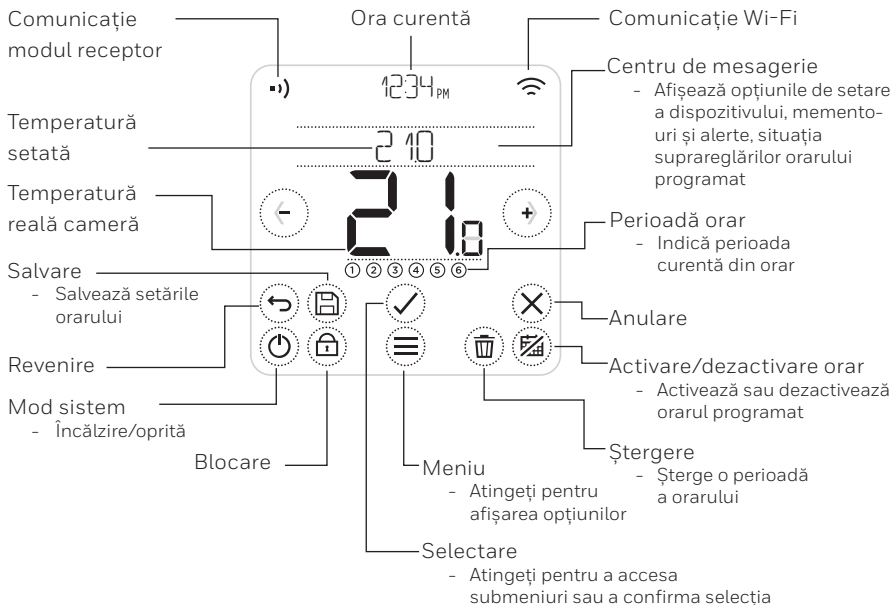 Comunicație
modul receptor
Ora curentă
Comunicație Wi-Fi
12:34 PM
Centru de mesagerie
- Afișează opțiunile de setare
a dispozitivului, memento-
uri și alerte, situația
suprareglărilor orarului
programat
Temperatură
setată
21.0
Temperatură
reală cameră
-
21.0
+
Perioadă orar
- Indică perioada
curentă din orar
1 2 3 4 5 6
Salvare
- Salvează setările
orarului
Anulare
Revenire
Activare/dezactivare orar
- Activează sau dezactivează
orarul programat
Mod sistem
- Încălzire/oprită
Blocare
Ștergere
- Șterge o perioadă
a orarului
Meniu
- Atingeți pentru
afișarea opțiunilor
Selectare
- Atingeți pentru a accesa
submeniuri sau a confirma selecția